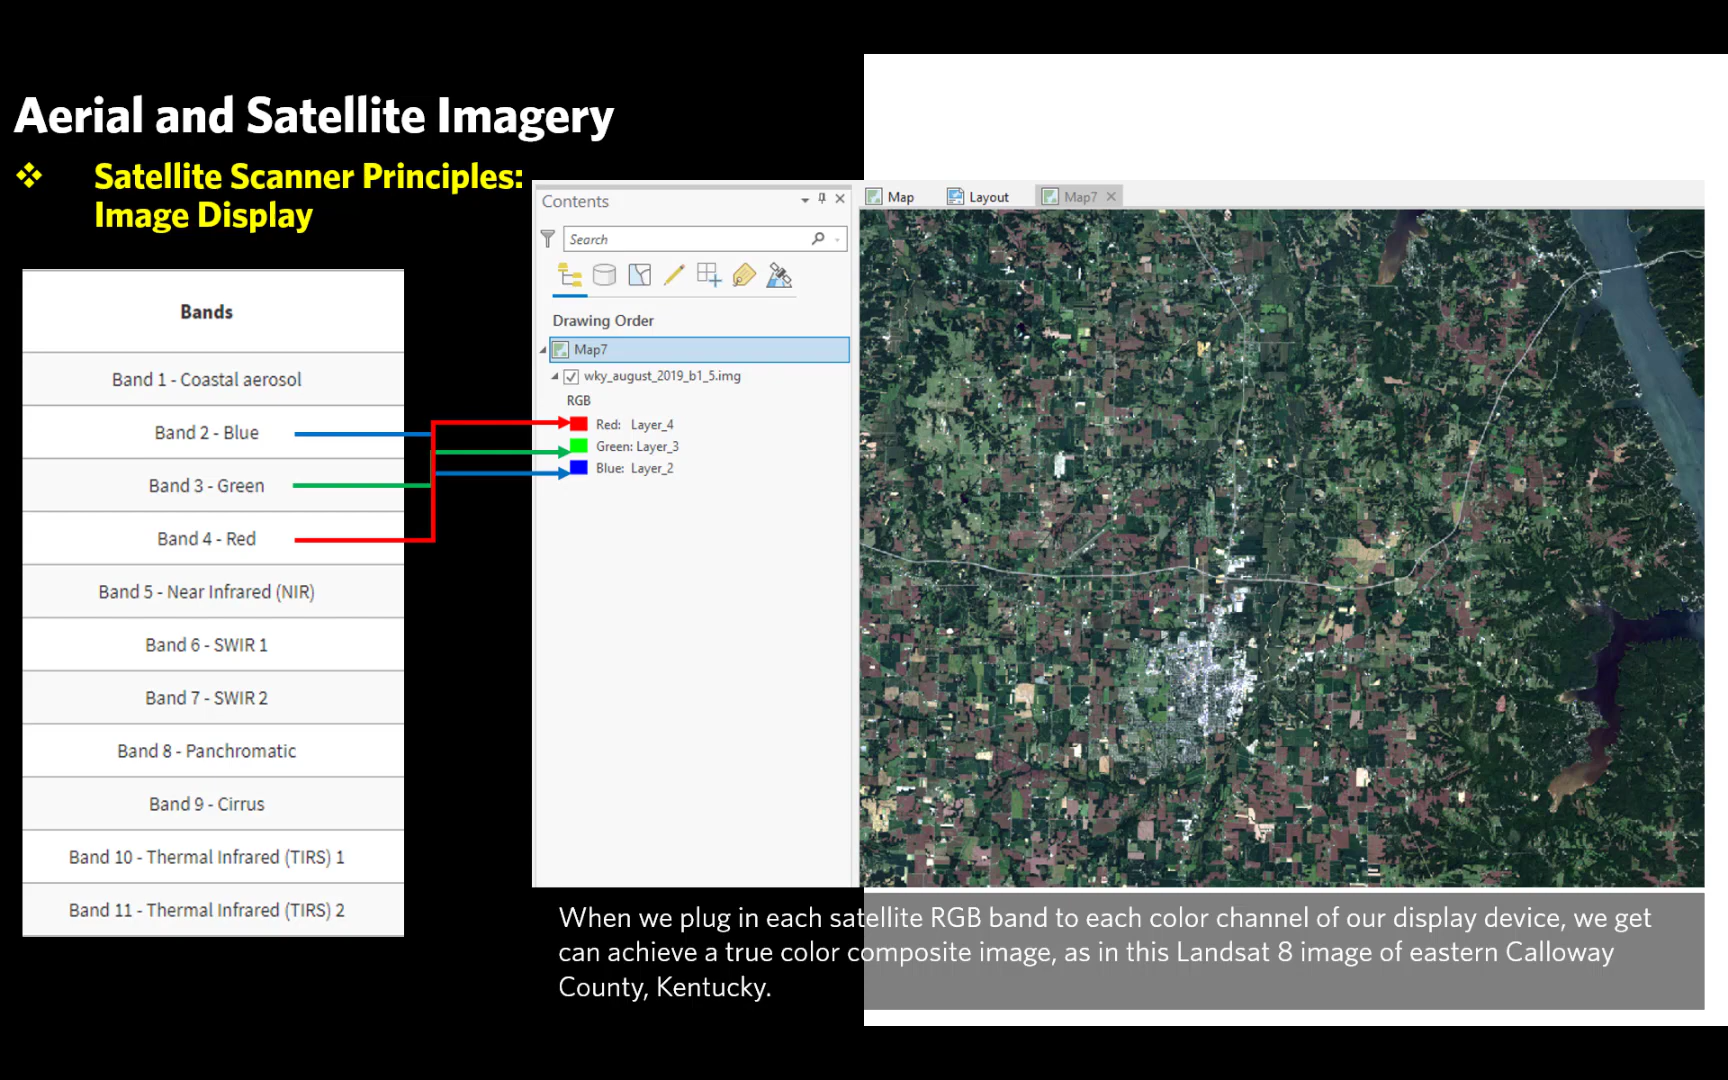 Aerial and Satellite Imagery
❖ Satellite Scanner Principles:
Image Display
Bands
Band 1 - Coastal aerosol
Band 2 - Blue
Band 3 - Green
Band 4 - Red
Band 5 - Near Infrared (NIR)
Band 6 - SWIR 1
Band 7 - SWIR 2
Band 8 - Panchromatic
Band 9 - Cirrus
Band 10 - Thermal Infrared (TIRS) 1
Band 11 - Thermal Infrared (TIRS) 2
Contents
Search
Drawing Order
Map7
wky_august_2019_b1_5.img
RGB
Red: Layer_4
Green: Layer_3
Blue: Layer_2
Map Layout Map7
When we plug in each satellite RGB band to each color channel of our display device, we get
can achieve a true color composite image, as in this Landsat 8 image of eastern Calloway
County, Kentucky.